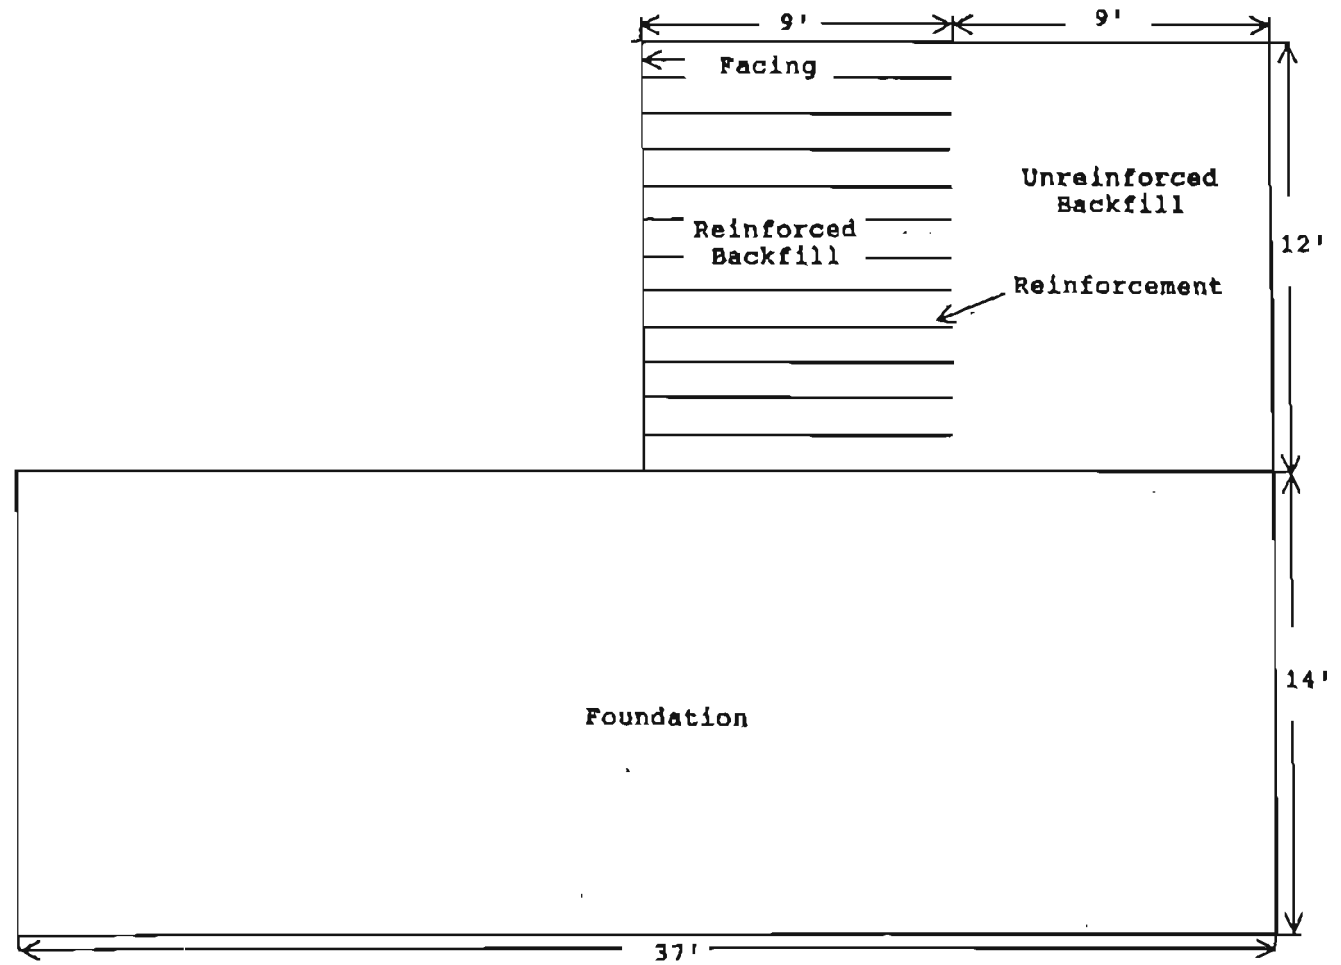 9' 9'
Facing
Unreinforced
Backfill
Reinforced
Backfill
12'
Reinforcement
14'
Foundation
37'